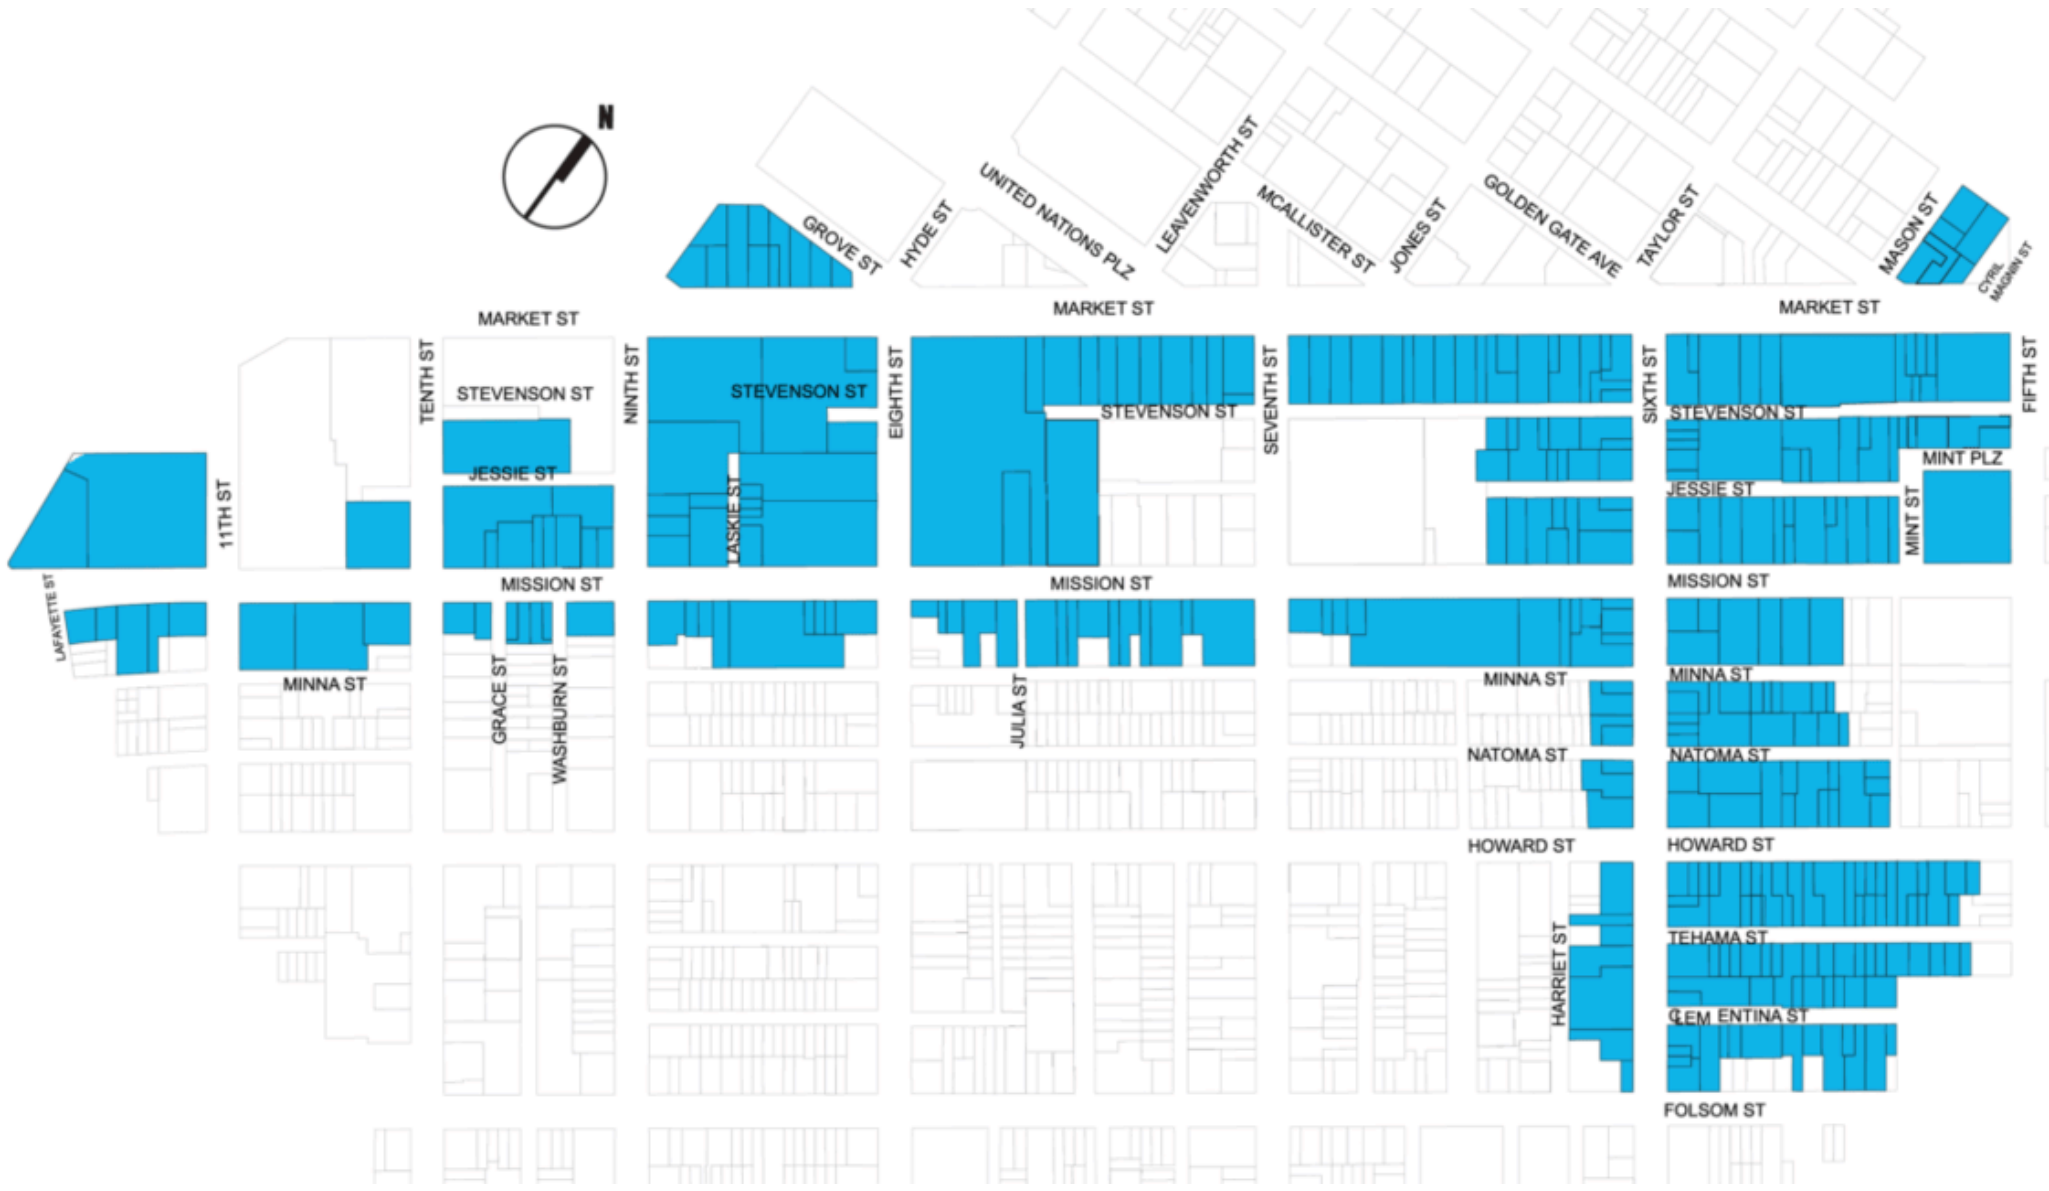 N
GROVE ST
HYDE ST
UNITED NATIONS PLZ
LEAVENWORTH ST
MCALLISTER ST
JONES ST
GOLDEN GATE AVE
TAYLOR ST
MASON ST
CYRIL
MAGNIN ST
MARKET ST
MARKET ST
MARKET ST
TENTH ST
NINTH ST
EIGHTH ST
SEVENTH ST
SIXTH ST
FIFTH ST
STEVENSON ST
STEVENSON ST
STEVENSON ST
STEVENSON ST
11TH ST
JESSIE ST
LASKIE ST
JESSIE ST
MINT PLZ
MINT ST
LAFAYETTE ST
MISSION ST
MISSION ST
MISSION ST
MINNA ST
GRACE ST
WASHBURN ST
JULIA ST
MINNA ST
MINNA ST
NATOMA ST
NATOMA ST
HOWARD ST
HOWARD ST
HARRIET ST
TEHAMA ST
CLEMENTINA ST
FOLSOM ST